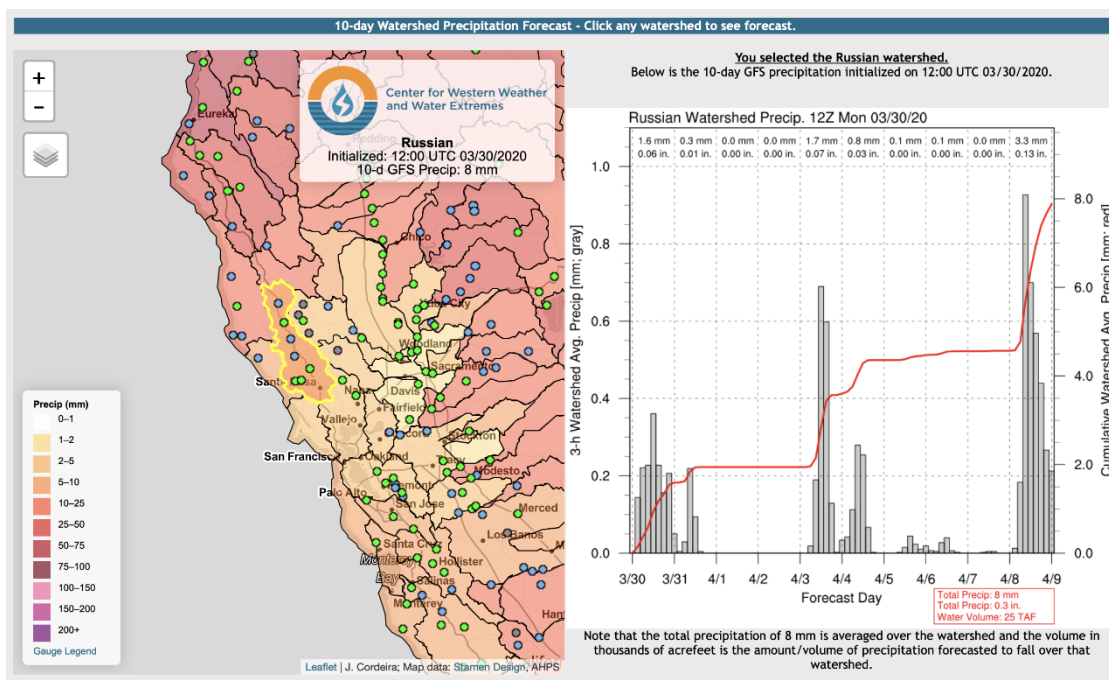 10-day Watershed Precipitation Forecast - Click any watershed to see forecast.
+
−
Center for Western Weather
and Water Extremes
Russian
Initialized: 12:00 UTC 03/30/2020
10-d GFS Precip: 8 mm
Redding
Eureka
Chico
Yuba City
Woodland
Sacramento
Santa Rosa
Napa
Davis
Fairfield
Vallejo
Concord
Stockton
San Francisco
Oakland
Tracy
Modesto
Fremont
Palo Alto
San Jose
Merced
Santa Cruz
Los Banos
Monterey
Bay
Hollister
Salinas
Monterey
Precip (mm)
0–1
1–2
2–5
5–10
10–25
25–50
50–75
75–100
100–150
150–200
200+
Gauge Legend
Leaflet | J. Cordeira; Map data: Stamen Design, AHPS
You selected the Russian watershed.
Below is the 10-day GFS precipitation initialized on 12:00 UTC 03/30/2020.
Russian Watershed Precip. 12Z Mon 03/30/20
1.6 mm 0.3 mm 0.0 mm 0.0 mm 1.7 mm 0.8 mm 0.1 mm 0.1 mm 0.0 mm 3.3 mm
0.06 in. 0.01 in. 0.00 in. 0.00 in. 0.07 in. 0.03 in. 0.00 in. 0.00 in. 0.00 in. 0.13 in.
3-h Watershed Avg. Precip [mm; gray]
1.0
0.8
0.6
0.4
0.2
0.0
8.0
6.0
4.0
2.0
0.0
Cumulative Watershed Avg. Precip [mm; red]
3/30 3/31 4/1 4/2 4/3 4/4 4/5 4/6 4/7 4/8 4/9
Forecast Day
Total Precip: 8 mm
Total Precip: 0.3 in.
Water Volume: 25 TAF
Note that the total precipitation of 8 mm is averaged over the watershed and the volume in
thousands of acrefeet is the amount/volume of precipitation forecasted to fall over that
watershed.